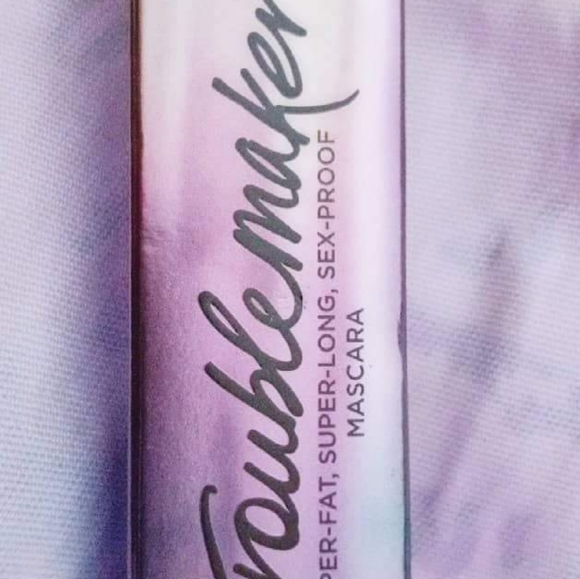 Troublemaker
PER-FAT, SUPER-LONG, SEX-PROOF
MASCARA